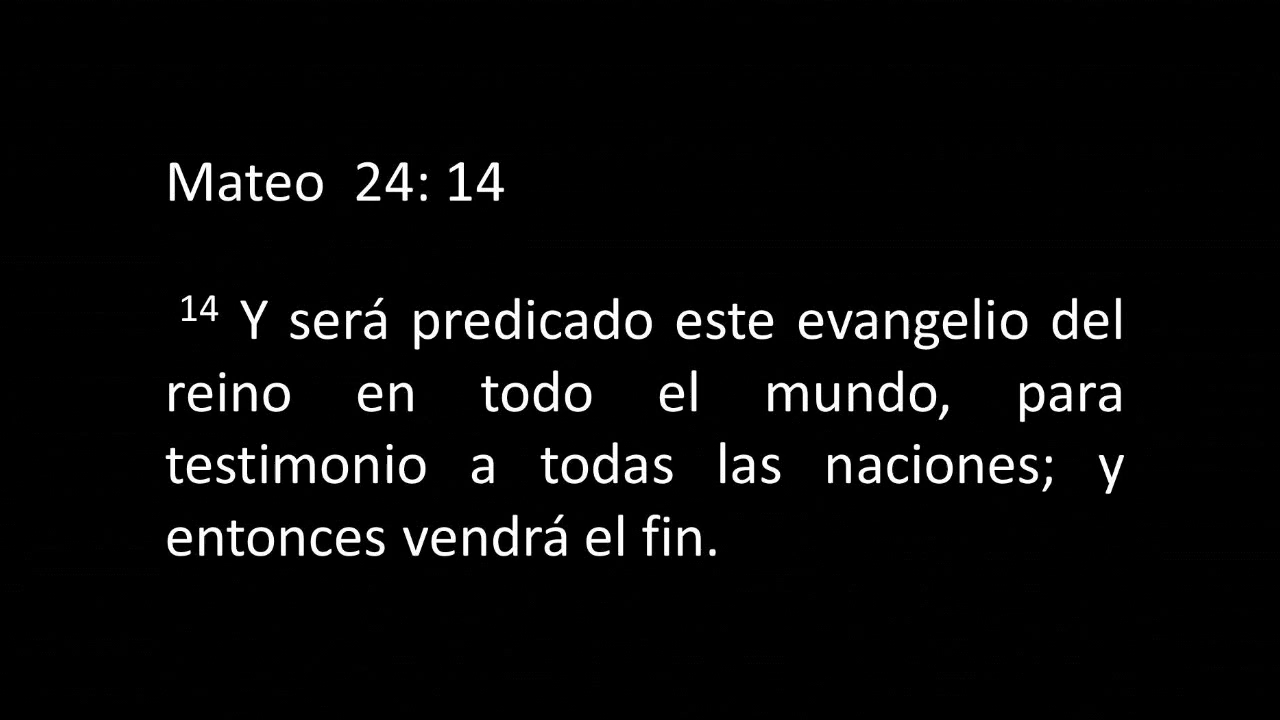 Mateo  24: 14
14 Y será predicado este evangelio del
reino en todo el mundo, para
testimonio a todas las naciones; y
entonces vendrá el fin.